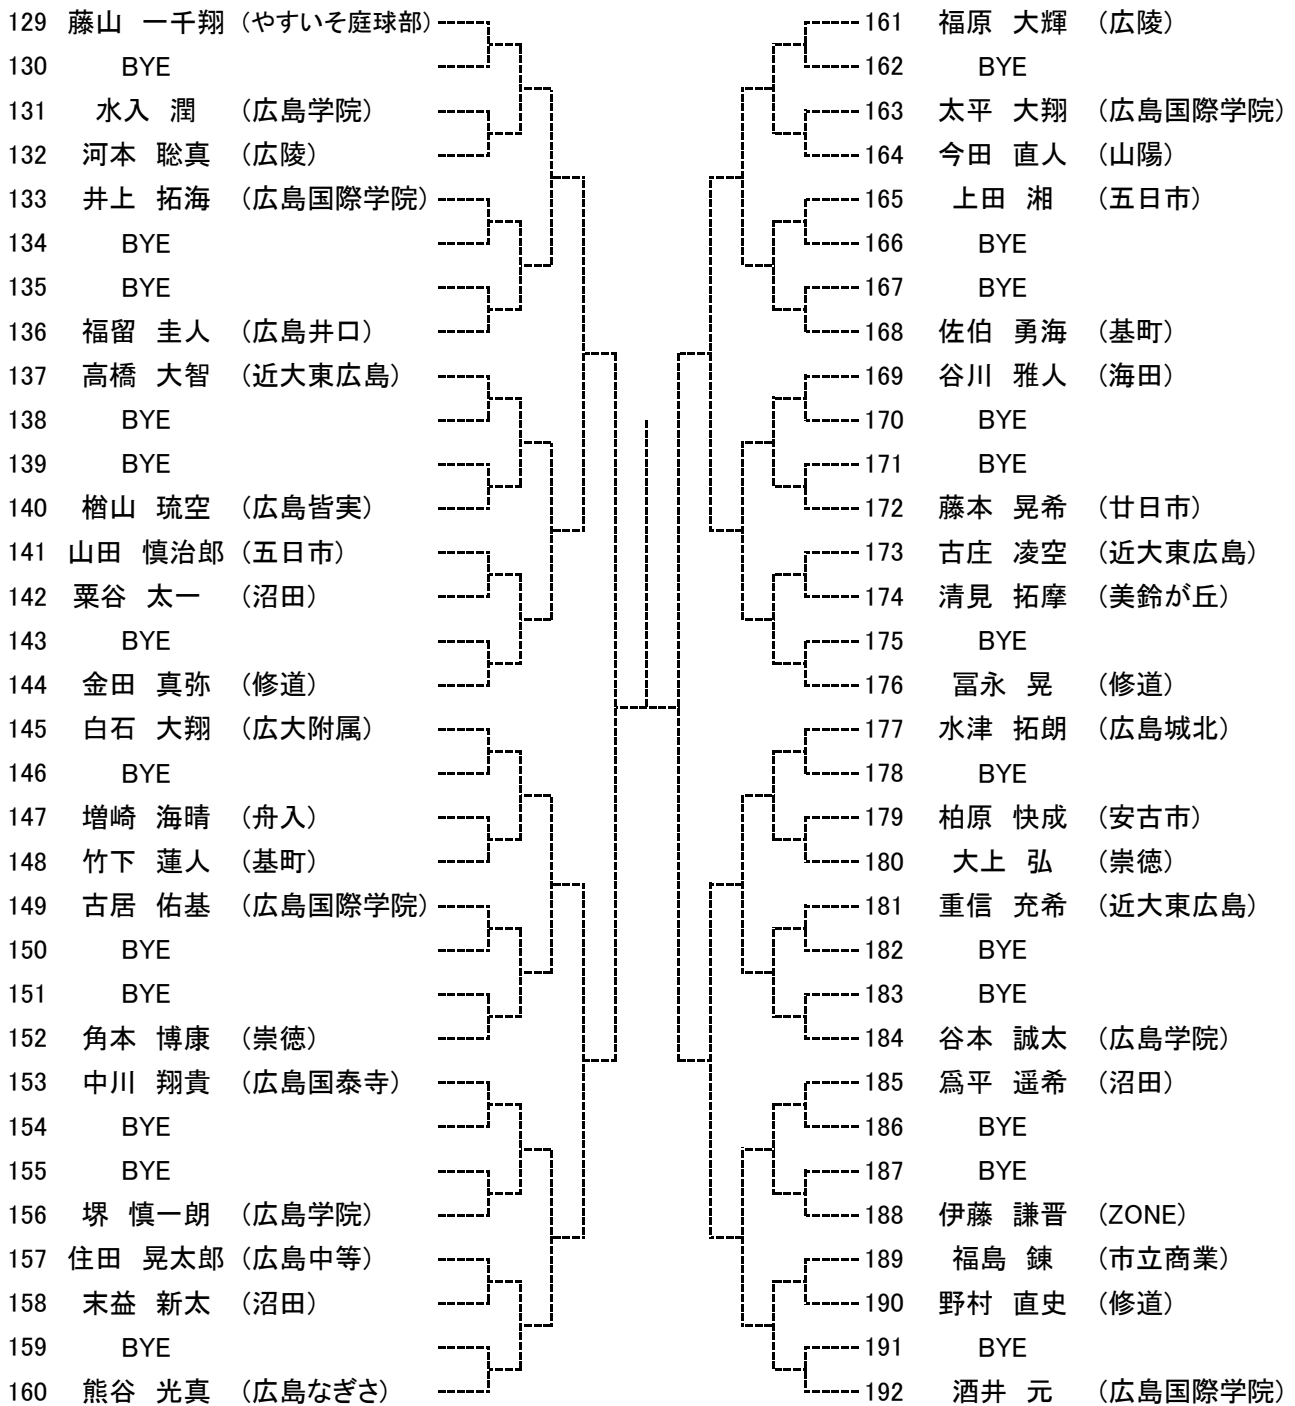 129 藤山 一千翔 （やすいそ庭球部）
130 BYE
131 水入 潤 （広島学院）
132 河本 聡真 （広陵）
133 井上 拓海 （広島国際学院）
134 BYE
135 BYE
136 福留 圭人 （広島井口）
137 高橋 大智 （近大東広島）
138 BYE
139 BYE
140 楢山 琉空 （広島皆実）
141 山田 慎治郎 （五日市）
142 粟谷 太一 （沼田）
143 BYE
144 金田 真弥 （修道）
145 白石 大翔 （広大附属）
146 BYE
147 増崎 海晴 （舟入）
148 竹下 蓮人 （基町）
149 古居 佑基 （広島国際学院）
150 BYE
151 BYE
152 角本 博康 （崇徳）
153 中川 翔貴 （広島国泰寺）
154 BYE
155 BYE
156 堺 慎一朗 （広島学院）
157 住田 晃太郎 （広島中等）
158 末益 新太 （沼田）
159 BYE
160 熊谷 光真 （広島なぎさ）
161 福原 大輝 （広陵）
162 BYE
163 太平 大翔 （広島国際学院）
164 今田 直人 （山陽）
165 上田 湘 （五日市）
166 BYE
167 BYE
168 佐伯 勇海 （基町）
169 谷川 雅人 （海田）
170 BYE
171 BYE
172 藤本 晃希 （廿日市）
173 古庄 凌空 （近大東広島）
174 清見 拓摩 （美鈴が丘）
175 BYE
176 冨永 晃 （修道）
177 水津 拓朗 （広島城北）
178 BYE
179 柏原 快成 （安古市）
180 大上 弘 （崇徳）
181 重信 充希 （近大東広島）
182 BYE
183 BYE
184 谷本 誠太 （広島学院）
185 爲平 遥希 （沼田）
186 BYE
187 BYE
188 伊藤 謙晋 （ZONE）
189 福島 錬 （市立商業）
190 野村 直史 （修道）
191 BYE
192 酒井 元 （広島国際学院）